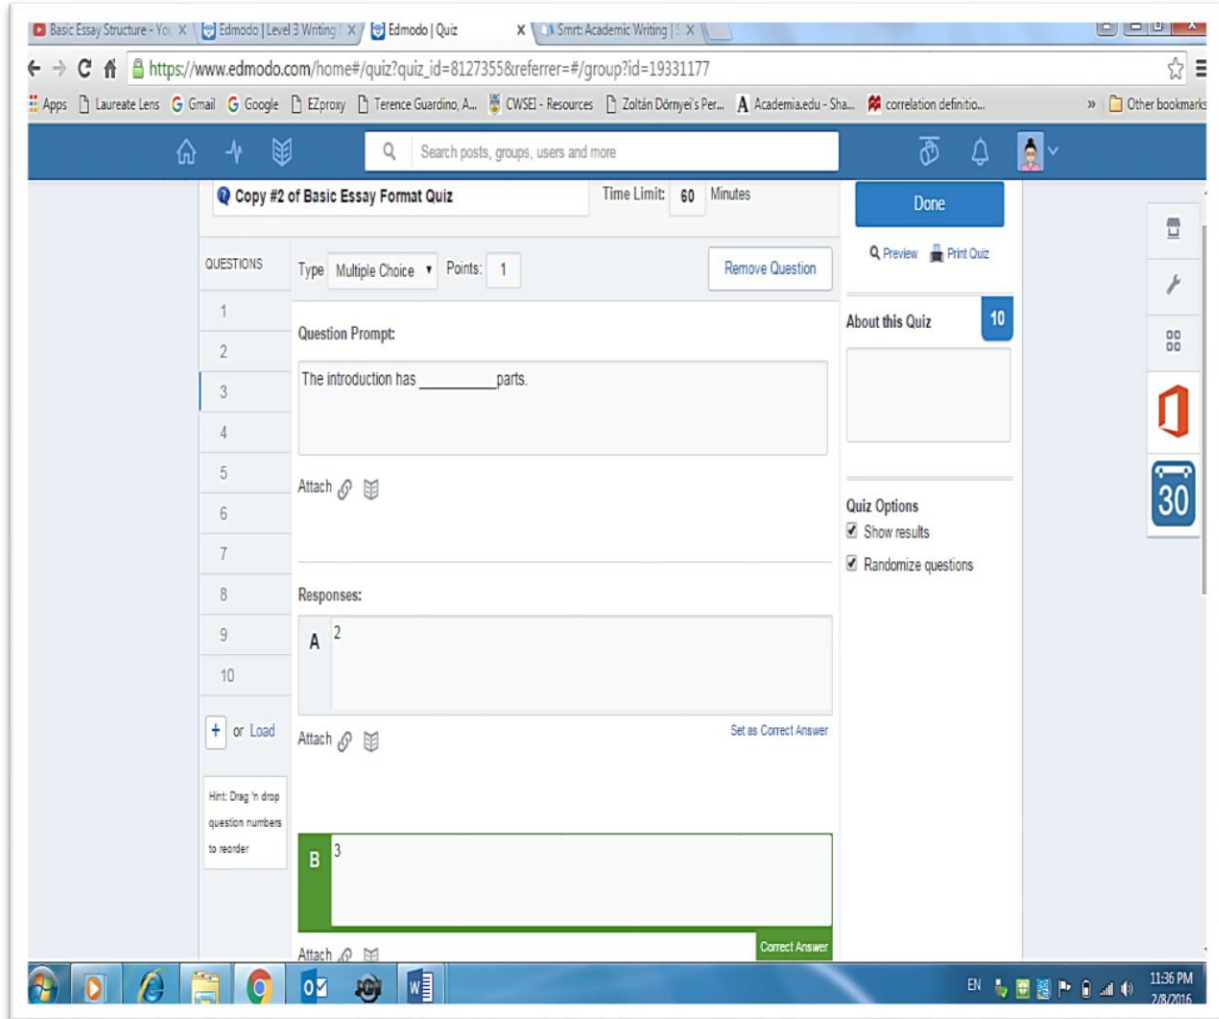 Basic Essay Structure - You
Edmodo | Level 3 Writing
Edmodo | Quiz
Smrt: Academic Writing |
https://www.edmodo.com/home#/quiz?quiz_id=8127355&referrer=#/group?id=19331177
Apps Laureate Lens Gmail Google EZproxy Terence Guardino, A... CWSEI - Resources Zoltán Dörnyei's Per... Academia.edu - Sha... correlation definitio... » Other bookmarks
Search posts, groups, users and more
Copy #2 of Basic Essay Format Quiz
Time Limit: 60 Minutes
Done
Preview Print Quiz
QUESTIONS
Type Multiple Choice Points: 1
Remove Question
1
2
3
4
5
6
7
8
9
10
+ or Load
Hint: Drag 'n drop
question numbers
to reorder
Question Prompt:
The introduction has __________parts.
Attach
Responses:
A 2
Attach
Set as Correct Answer
B 3
Attach
Correct Answer
About this Quiz
10
Quiz Options
Show results
Randomize questions
30
EN
11:36 PM
2/8/2016